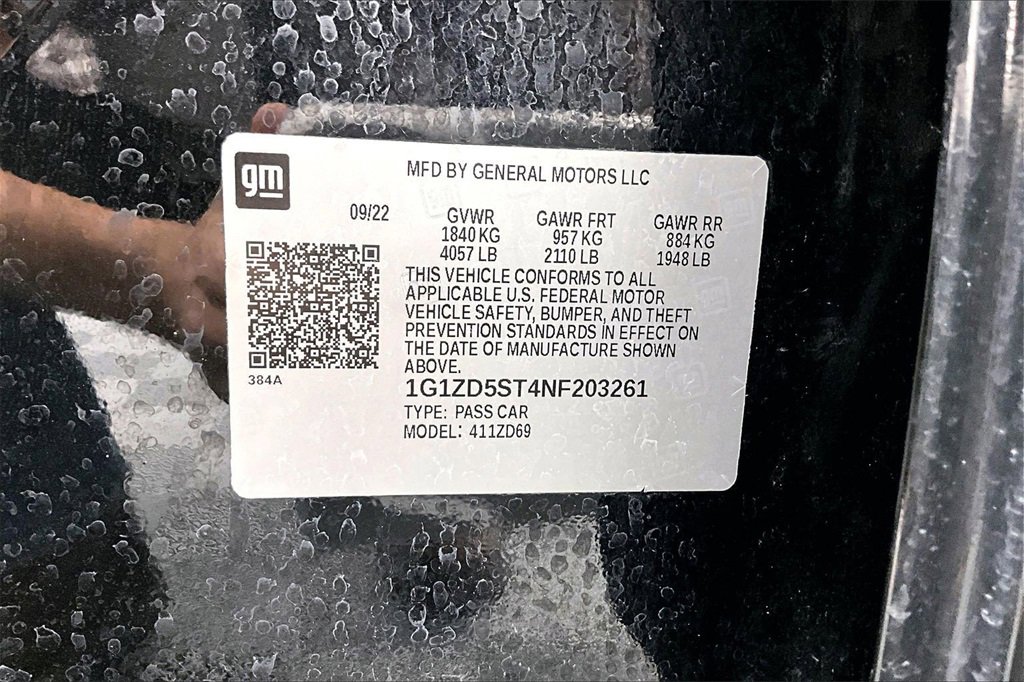 gm
MFD BY GENERAL MOTORS LLC
09/22 GVWR GAWR FRT GAWR RR
1840 KG 957 KG 884 KG
4057 LB 2110 LB 1948 LB
THIS VEHICLE CONFORMS TO ALL
APPLICABLE U.S. FEDERAL MOTOR
VEHICLE SAFETY, BUMPER, AND THEFT
PREVENTION STANDARDS IN EFFECT ON
THE DATE OF MANUFACTURE SHOWN
ABOVE.
384A
1G1ZD5ST4NF203261
TYPE: PASS CAR
MODEL: 411ZD69